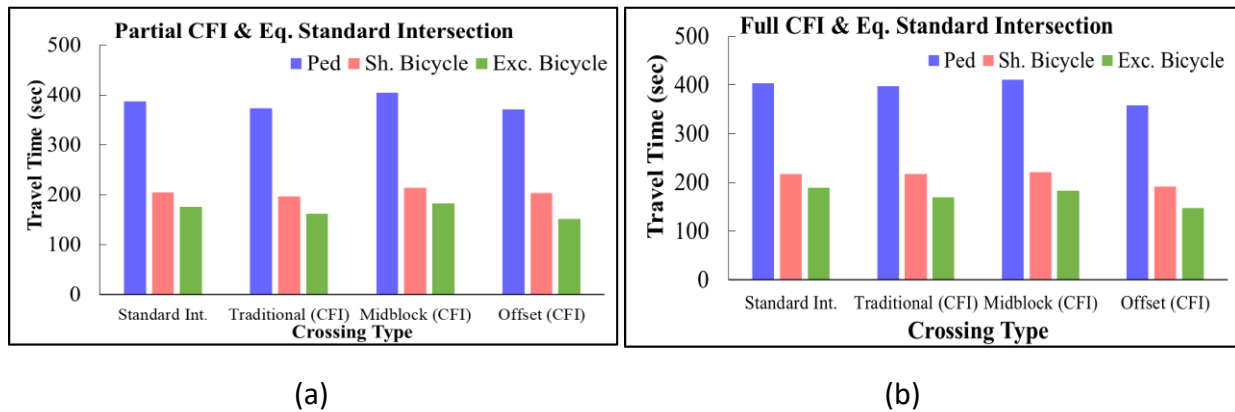 Partial CFI & Eq. Standard Intersection
500
400
300
200
100
0
Travel Time (sec)
Ped
Sh. Bicycle
Exc. Bicycle
Standard Int.
Traditional (CFI)
Midblock (CFI)
Offset (CFI)
Crossing Type
(a)
Full CFI & Eq. Standard Intersection
500
400
300
200
100
0
Travel Time (sec)
Ped
Sh. Bicycle
Exc. Bicycle
Standard Int.
Traditional (CFI)
Midblock (CFI)
Offset (CFI)
Crossing Type
(b)